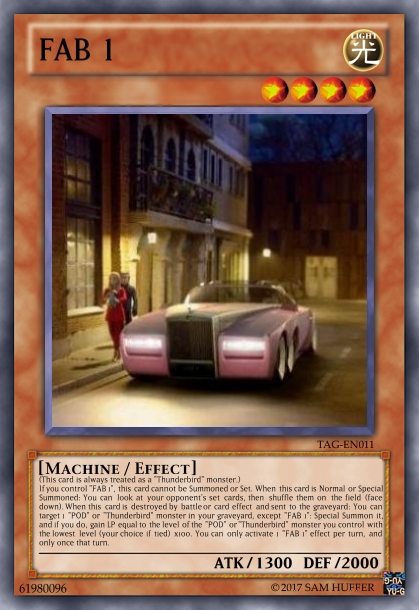 FAB 1
LIGHT
光
TAG-EN011
[MACHINE / EFFECT]
(This card is always treated as a "Thunderbird" monster.)
If you control "FAB 1", this card cannot be Summoned or Set. When this card is Normal or Special
Summoned: You can look at your opponent's set cards, then shuffle them on the field (face
down). When this card is destroyed by battle or card effect and sent to the graveyard: You can
target 1 "POD" or "Thunderbird" monster in your graveyard, except "FAB 1": Special Summon it,
and if you do, gain LP equal to the level of the "POD" or "Thunderbird" monster you control with
the lowest level (your choice if tied) x100. You can only activate 1 "FAB 1" effect per turn, and
only once that turn.
ATK / 1300 DEF / 2000
61980096
©2017 SAM HUFFER